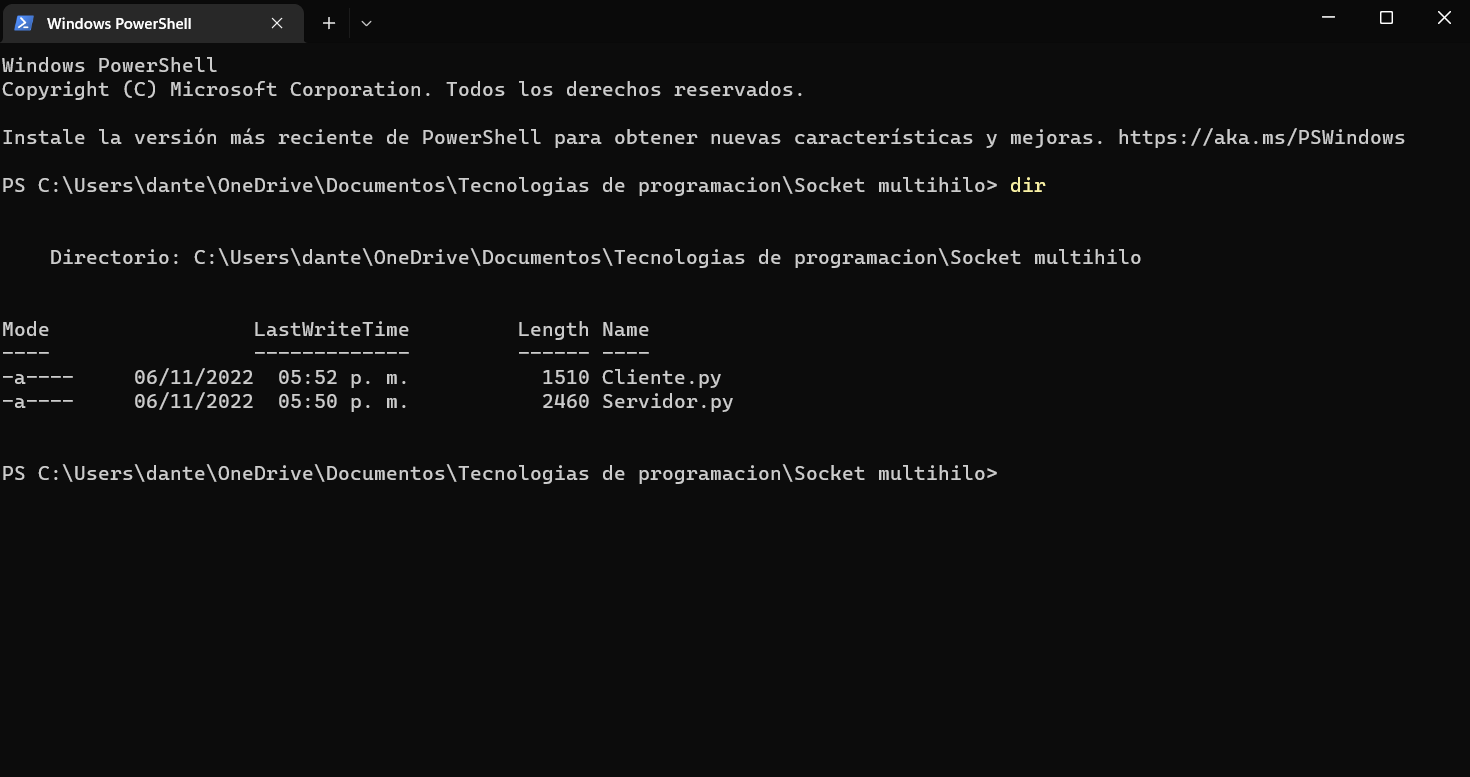 Windows PowerShell
Windows PowerShell
Copyright (C) Microsoft Corporation. Todos los derechos reservados.
Instale la versión más reciente de PowerShell para obtener nuevas características y mejoras. https://aka.ms/PSWindows
PS C:\Users\dante\OneDrive\Documentos\Tecnologias de programacion\Socket multihilo> dir
    Directorio: C:\Users\dante\OneDrive\Documentos\Tecnologias de programacion\Socket multihilo
Mode                 LastWriteTime         Length Name
----                 -------------         ------ ----
-a----     06/11/2022  05:52 p. m.           1510 Cliente.py
-a----     06/11/2022  05:50 p. m.           2460 Servidor.py
PS C:\Users\dante\OneDrive\Documentos\Tecnologias de programacion\Socket multihilo>